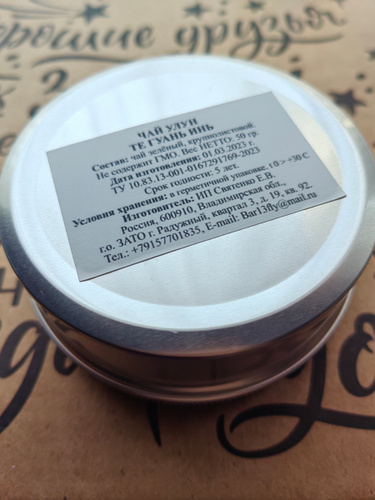 хорошие друзья
ЧАЙ УЛУН
ТЕ ГУАНЬ ИНЬ
Состав: чай зелёный, крупнолистовой.
Не содержит ГМО. Вес НЕТТО: 50 гр.
Дата изготовления: 01.03.2023 г.
ТУ 10.83.13-001-0167291769-2023
Срок годности: 5 лет.
Условия хранения: в герметичной упаковке, t 0 > +30 С
Изготовитель: ИП Святенко Е.В.
Россия, 600910, Владимирская обл.,
г.о. ЗАТО г. Радужный, квартал 3, д. 19, кв. 92.
Тел.: +79157701835, E-mail: Bar13fly@mail.ru